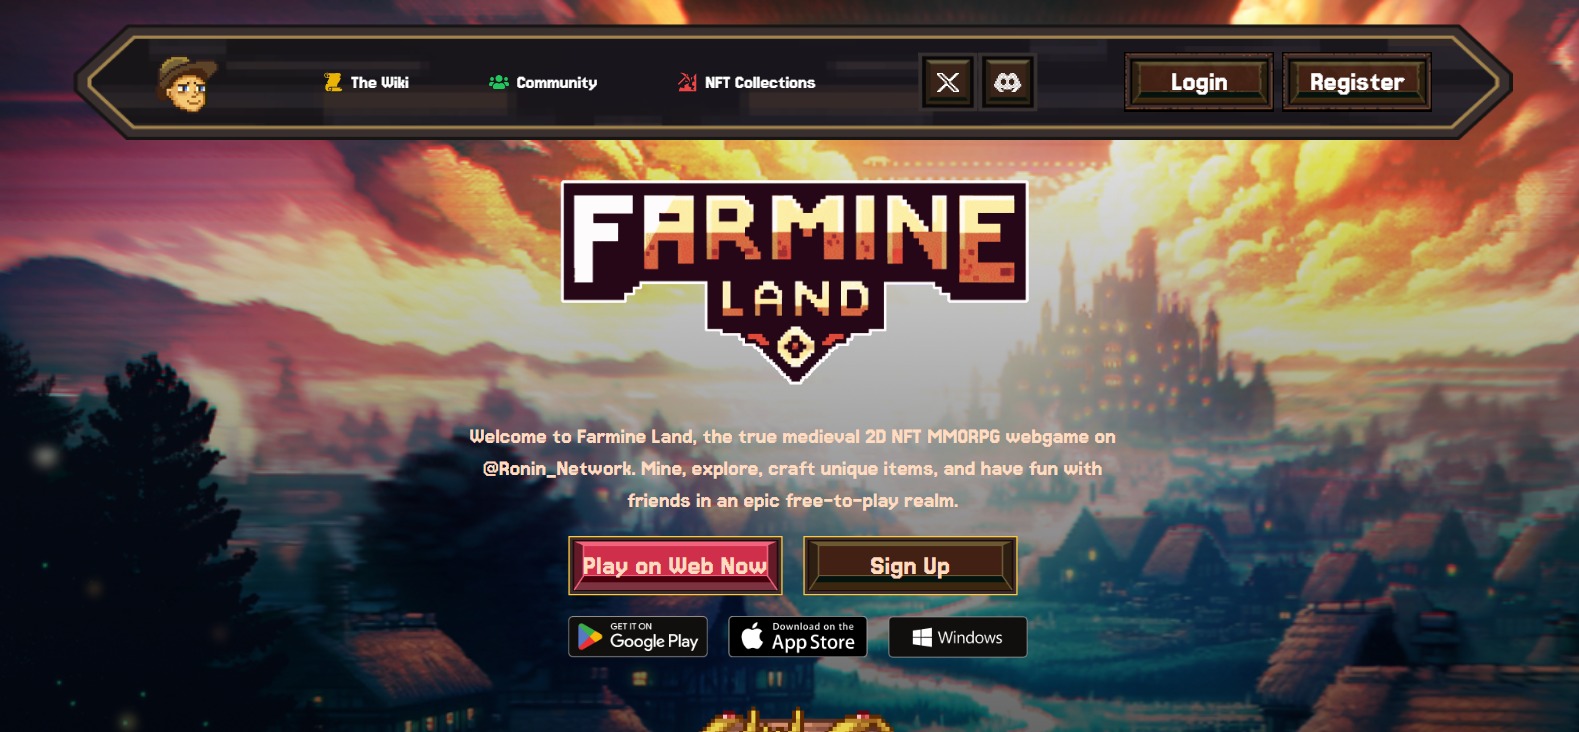 The Wiki
Community
NFT Collections
Login
Register
FARMINE
LAND
Welcome to Farmine Land, the true medieval 2D NFT MMORPG webgame on
@Ronin_Network. Mine, explore, craft unique items, and have fun with
friends in an epic free-to-play realm.
Play on Web Now
Sign Up
GET IT ON
Google Play
Download on the
App Store
Windows